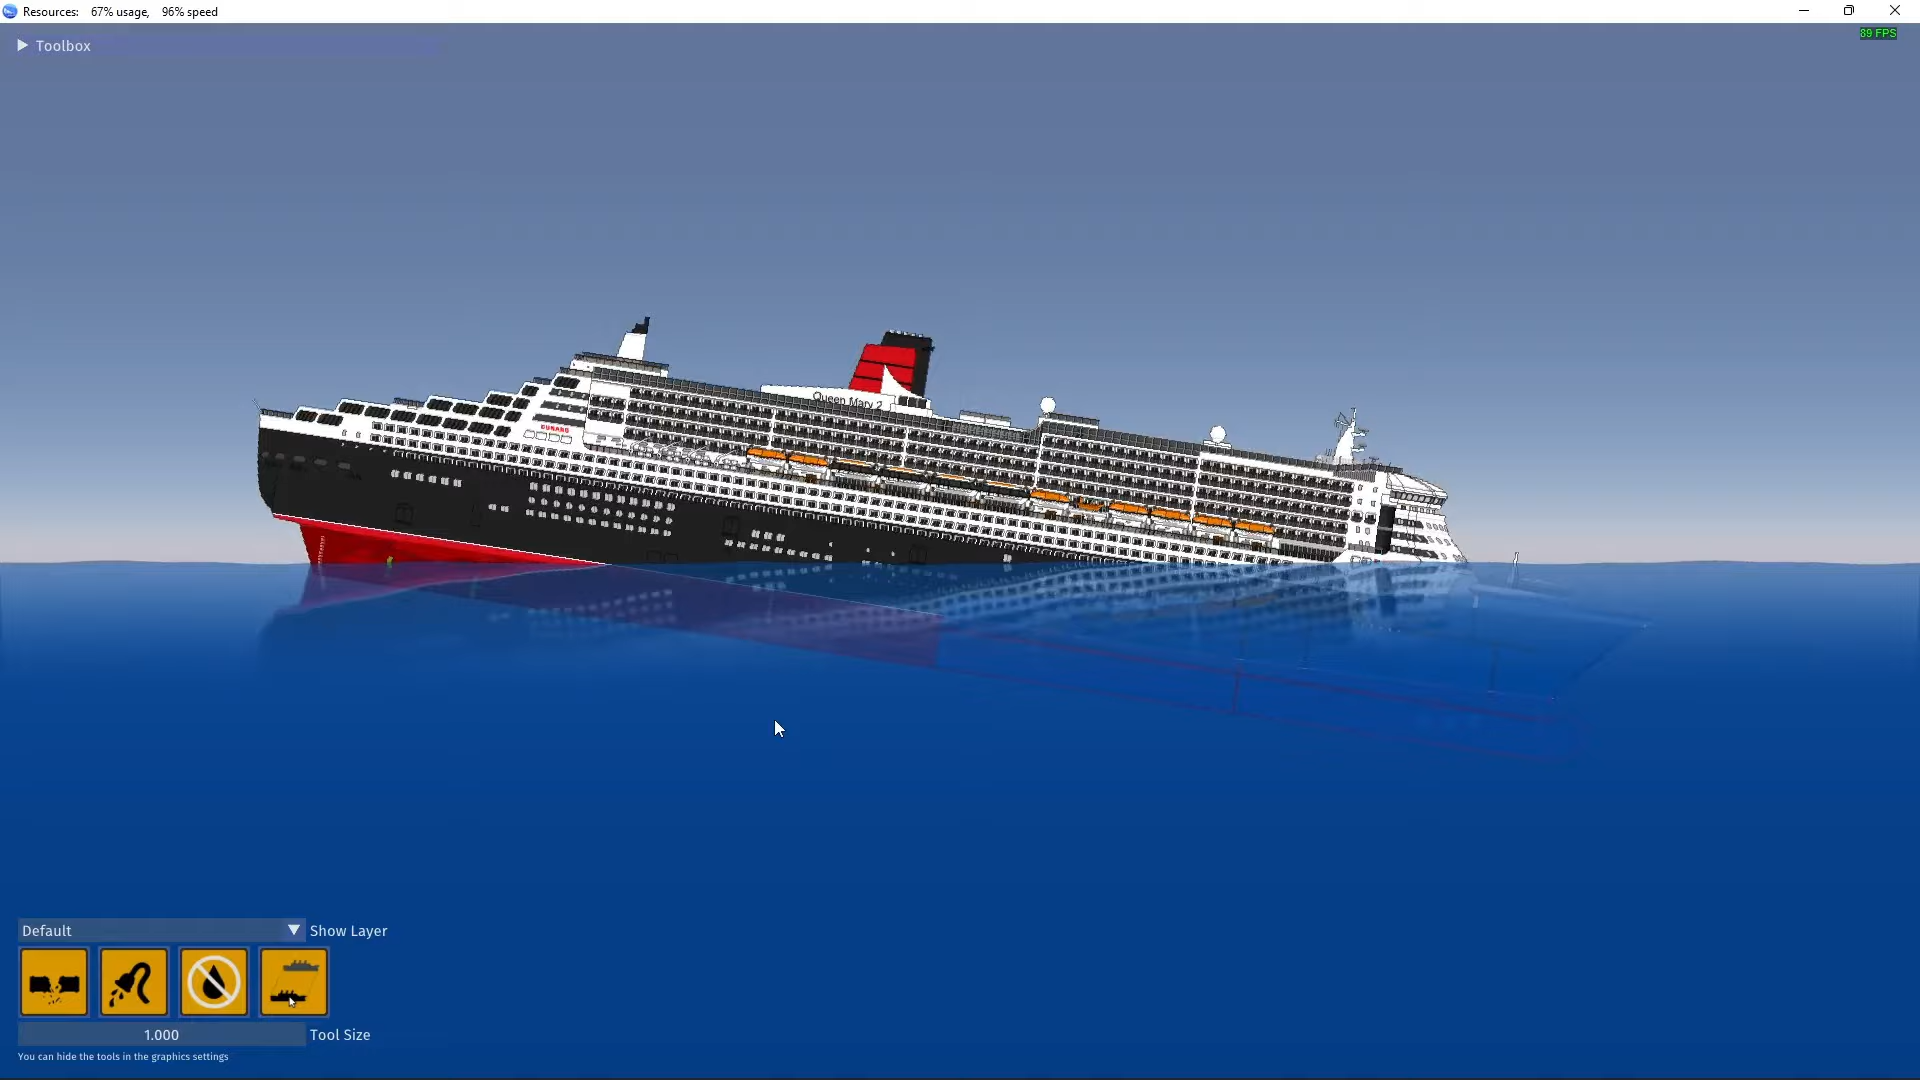 Resources: 67% usage, 96% speed
Toolbox
89 FPS
Queen Mary 2
CUNARD
Default
Show Layer
1.000
Tool Size
You can hide the tools in the graphics settings